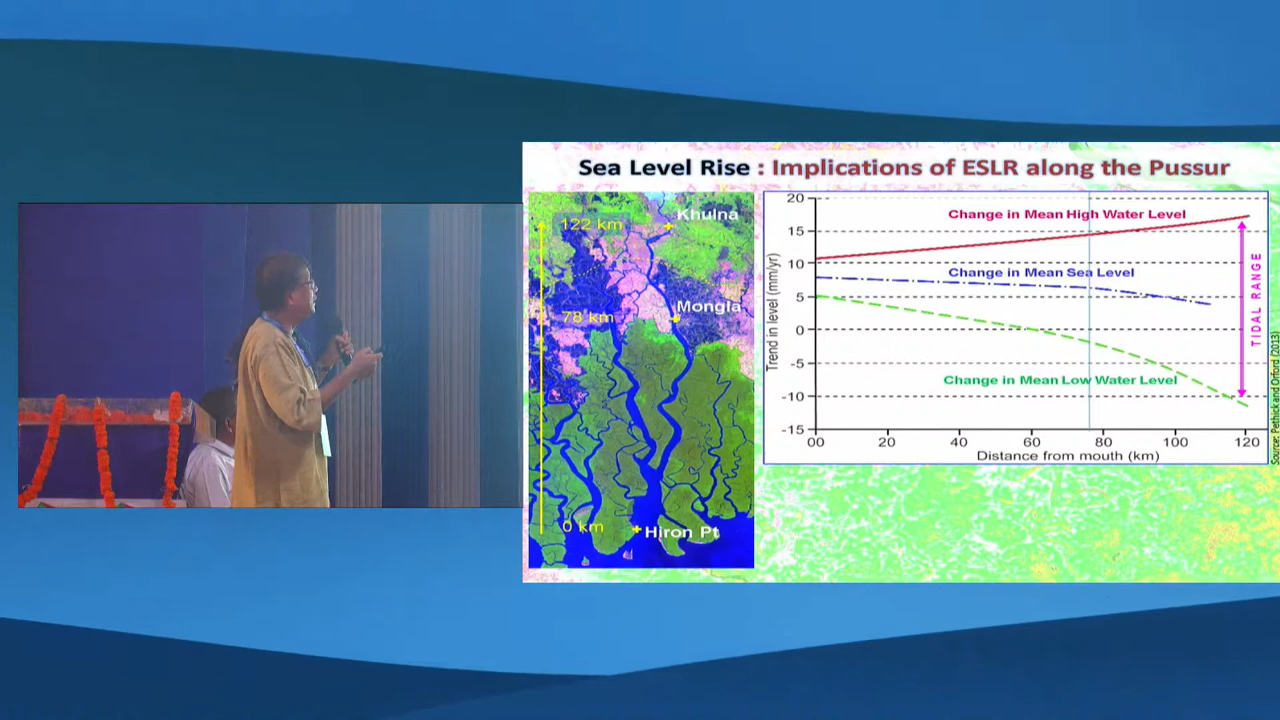 Sea Level Rise : Implications of ESLR along the Pussur
Khulna
122 km
Mongla
78 km
0 km
Hiron Pt
20
15
10
5
0
-5
-10
-15
Trend in level (mm/yr)
Change in Mean High Water Level
Change in Mean Sea Level
Change in Mean Low Water Level
TIDAL RANGE
00
20
40
60
80
100
120
Distance from mouth (km)
Source: Pethick and Orford (2013)